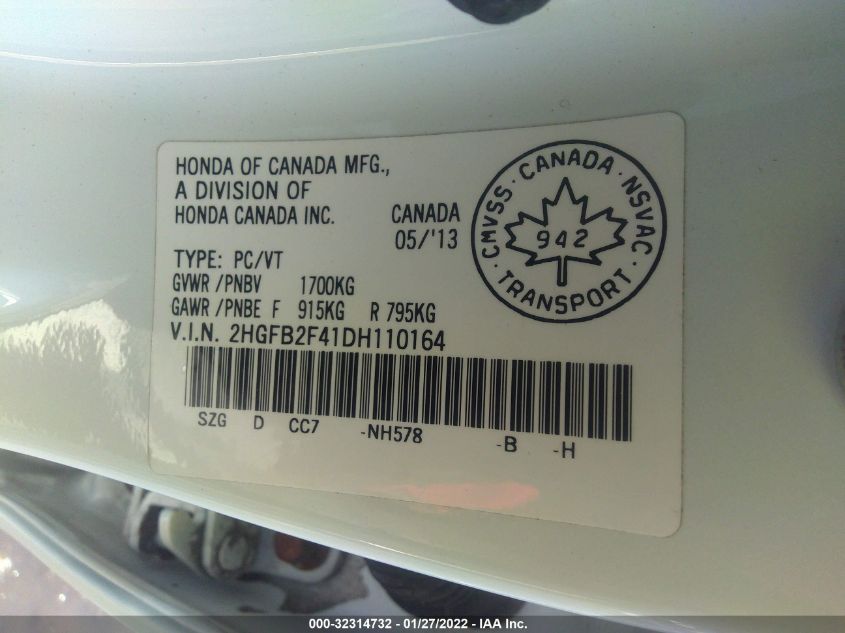 HONDA OF CANADA MFG.,
A DIVISION OF
HONDA CANADA INC.
CANADA
05/'13
TYPE: PC/VT
GVWR /PNBV 1700KG
GAWR /PNBE F 915KG R 795KG
V.I.N. 2HGFB2F41DH110164
SZG D CC7 -NH578 -B -H
CMVSS · CANADA · NSVAC · TRANSPORT ·
942
000-32314732 - 01/27/2022 - IAA Inc.